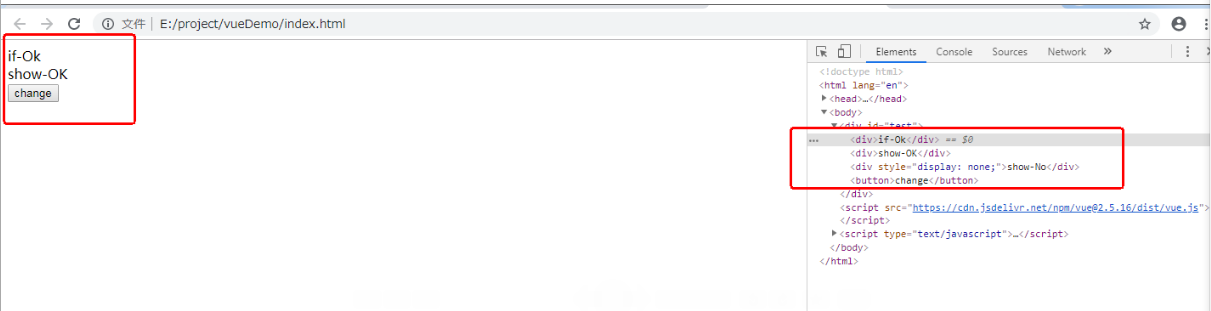 文件 E:/project/vueDemo/index.html
if-Ok
show-OK
change
Elements Console Sources Network »
<!doctype html>
<html lang="en">
<head>…</head>
<body>
<div id="test">
… <div>if-Ok</div> == $0
<div>show-OK</div>
<div style="display: none;">show-No</div>
<button>change</button>
</div>
<script src="https://cdn.jsdelivr.net/npm/vue@2.5.16/dist/vue.js">
</script>
<script type="text/javascript">…</script>
</body>
</html>